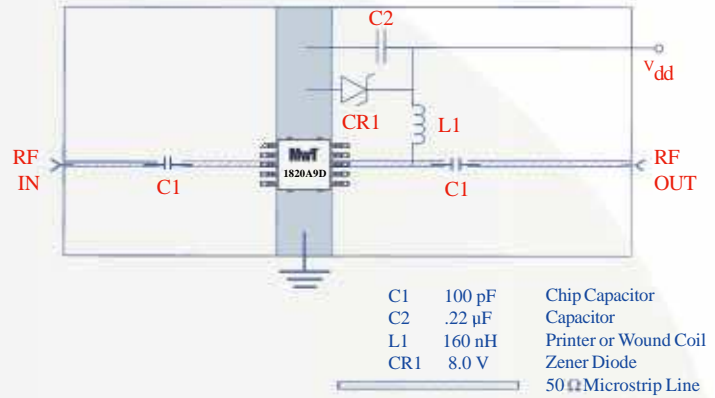 C2
Vdd
CR1
L1
RF
IN
C1
MwT
1820A9D
C1
RF
OUT
C1 100 pF Chip Capacitor
C2 .22 µF Capacitor
L1 160 nH Printer or Wound Coil
CR1 8.0 V Zener Diode
50 Ω Microstrip Line